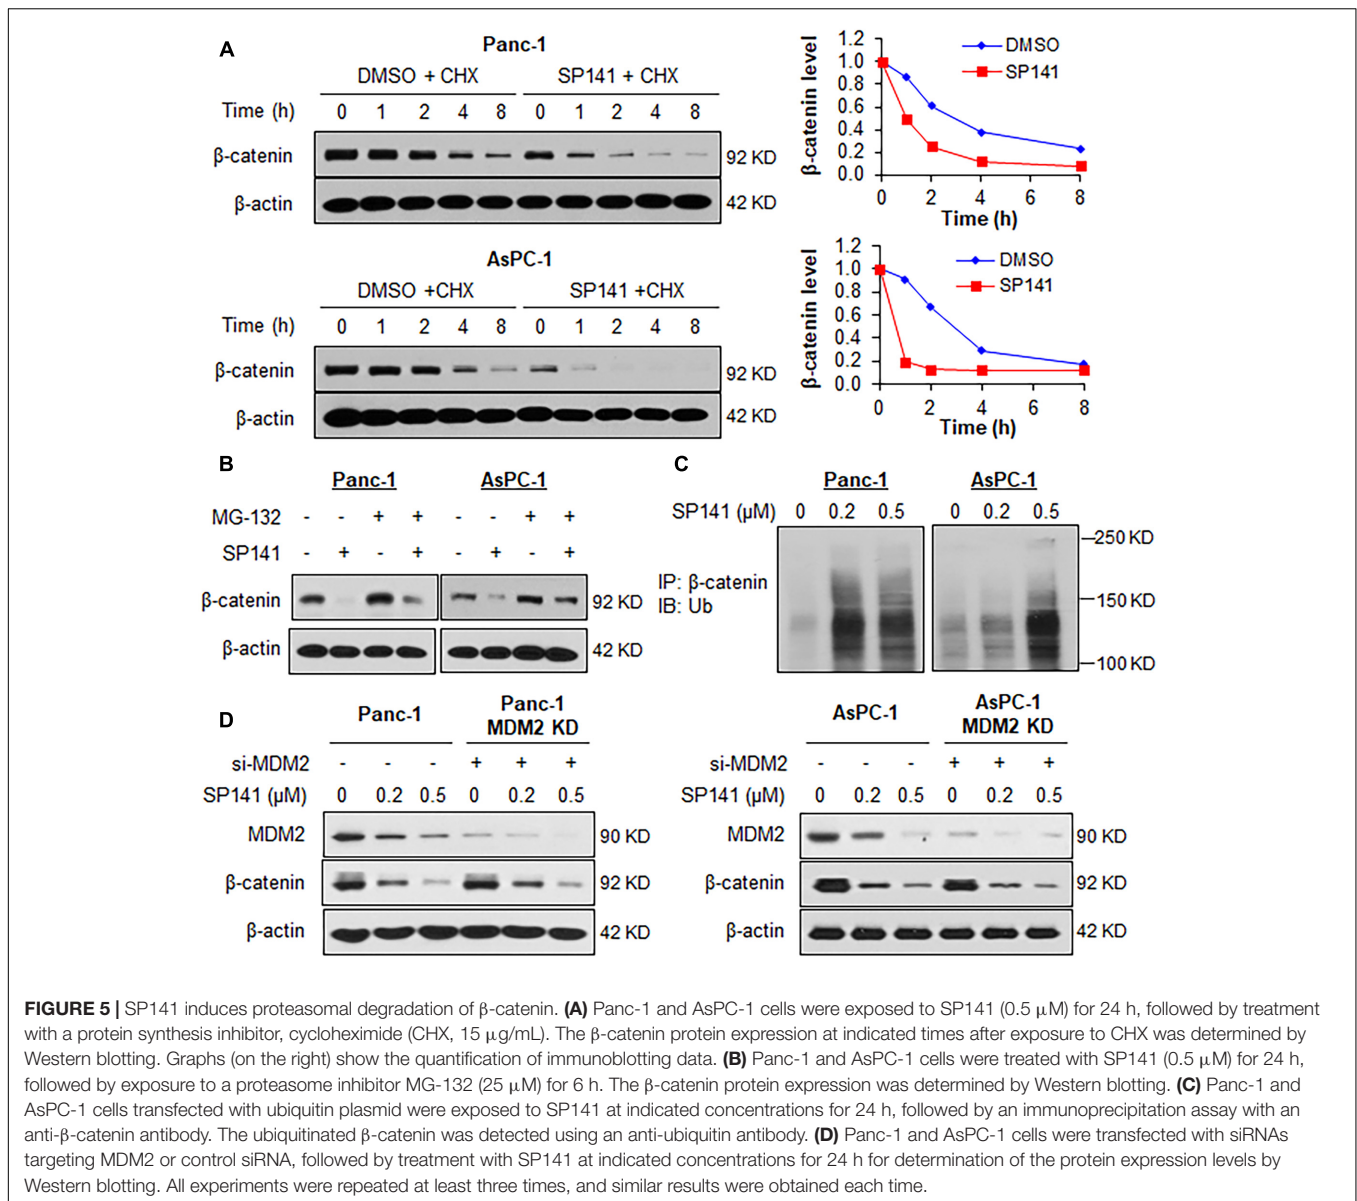 A
Panc-1
DMSO + CHX SP141 + CHX
Time (h) 0 1 2 4 8 0 1 2 4 8
β-catenin 92 KD
β-actin 42 KD
1.2
1.0
0.8
0.6
0.4
0.2
0.0
β-catenin level
DMSO
SP141
0 2 4 6 8
Time (h)
AsPC-1
DMSO +CHX SP141 +CHX
Time (h) 0 1 2 4 8 0 1 2 4 8
β-catenin 92 KD
β-actin 42 KD
1.2
1.0
0.8
0.6
0.4
0.2
0.0
β-catenin level
DMSO
SP141
0 2 4 6 8
Time (h)
B
Panc-1 AsPC-1
MG-132 - - + + - - + +
SP141 - + - + - + - +
β-catenin 92 KD
β-actin 42 KD
C
Panc-1 AsPC-1
SP141 (μM) 0 0.2 0.5 0 0.2 0.5
IP: β-catenin
IB: Ub
250 KD
150 KD
100 KD
D
Panc-1 Panc-1 MDM2 KD
si-MDM2 - - - + + +
SP141 (μM) 0 0.2 0.5 0 0.2 0.5
MDM2 90 KD
β-catenin 92 KD
β-actin 42 KD
AsPC-1 AsPC-1 MDM2 KD
si-MDM2 - - - + + +
SP141 (μM) 0 0.2 0.5 0 0.2 0.5
MDM2 90 KD
β-catenin 92 KD
β-actin 42 KD
FIGURE 5 | SP141 induces proteasomal degradation of β-catenin. (A) Panc-1 and AsPC-1 cells were exposed to SP141 (0.5 μM) for 24 h, followed by treatment
with a protein synthesis inhibitor, cycloheximide (CHX, 15 μg/mL). The β-catenin protein expression at indicated times after exposure to CHX was determined by
Western blotting. Graphs (on the right) show the quantification of immunoblotting data. (B) Panc-1 and AsPC-1 cells were treated with SP141 (0.5 μM) for 24 h,
followed by exposure to a proteasome inhibitor MG-132 (25 μM) for 6 h. The β-catenin protein expression was determined by Western blotting. (C) Panc-1 and
AsPC-1 cells transfected with ubiquitin plasmid were exposed to SP141 at indicated concentrations for 24 h, followed by an immunoprecipitation assay with an
anti-β-catenin antibody. The ubiquitinated β-catenin was detected using an anti-ubiquitin antibody. (D) Panc-1 and AsPC-1 cells were transfected with siRNAs
targeting MDM2 or control siRNA, followed by treatment with SP141 at indicated concentrations for 24 h for determination of the protein expression levels by
Western blotting. All experiments were repeated at least three times, and similar results were obtained each time.